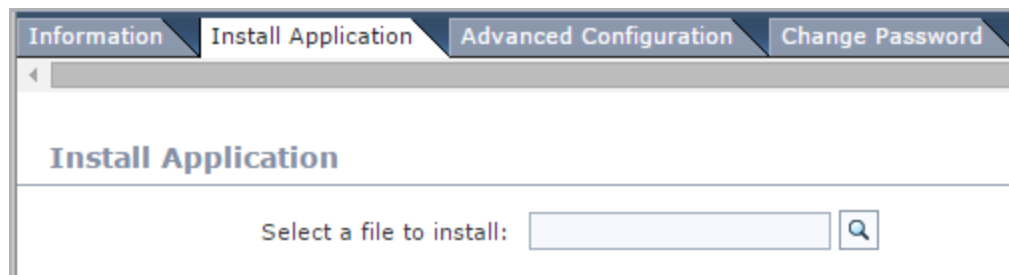 Information Install Application Advanced Configuration Change Password
Install Application
Select a file to install: